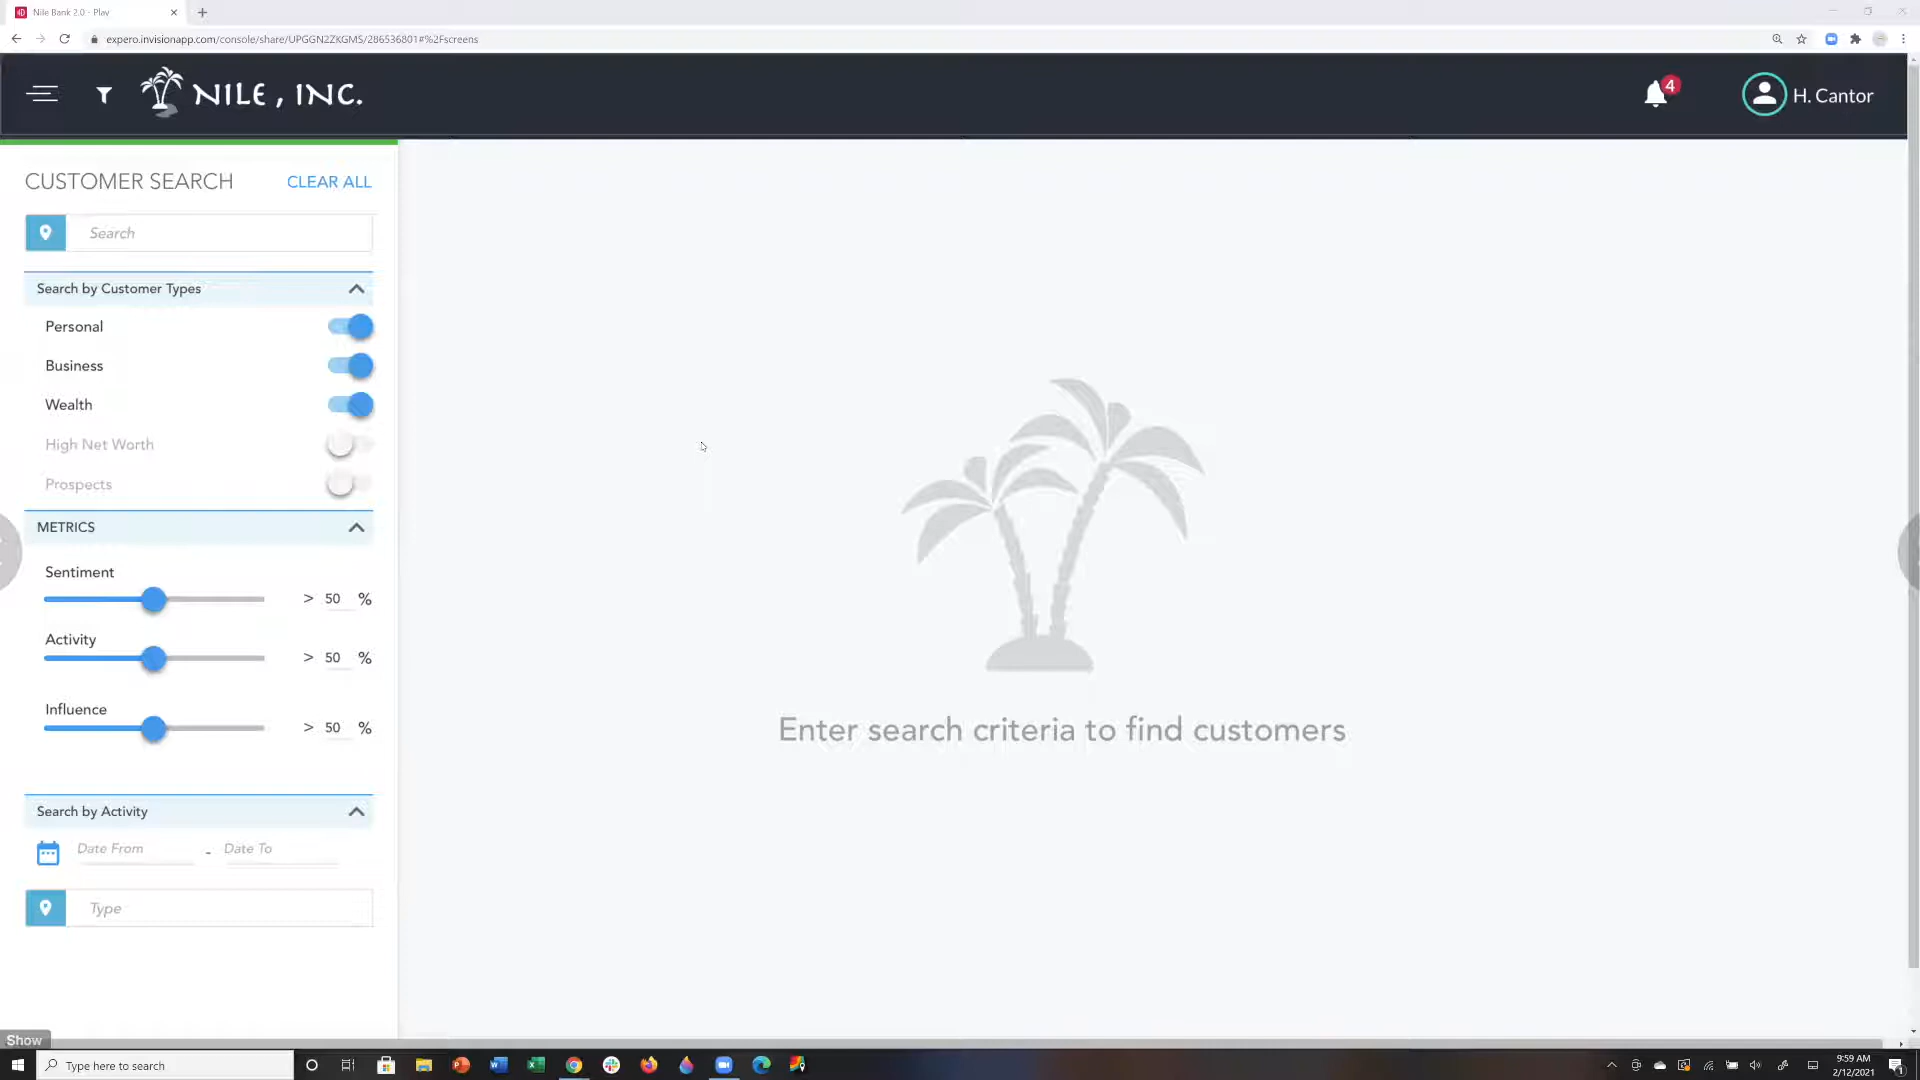 Nile Bank 2.0 - Play
expero.invisionapp.com/console/share/UPGGN2ZKGMS/286536801#%2Fscreens
NILE, INC.
4
H. Cantor
CUSTOMER SEARCH
CLEAR ALL
Search
Search by Customer Types
Personal
Business
Wealth
High Net Worth
Prospects
METRICS
Sentiment
> 50 %
Activity
> 50 %
Influence
> 50 %
Search by Activity
Date From - Date To
Type
Enter search criteria to find customers
Show
Type here to search
9:59 AM
2/12/2021